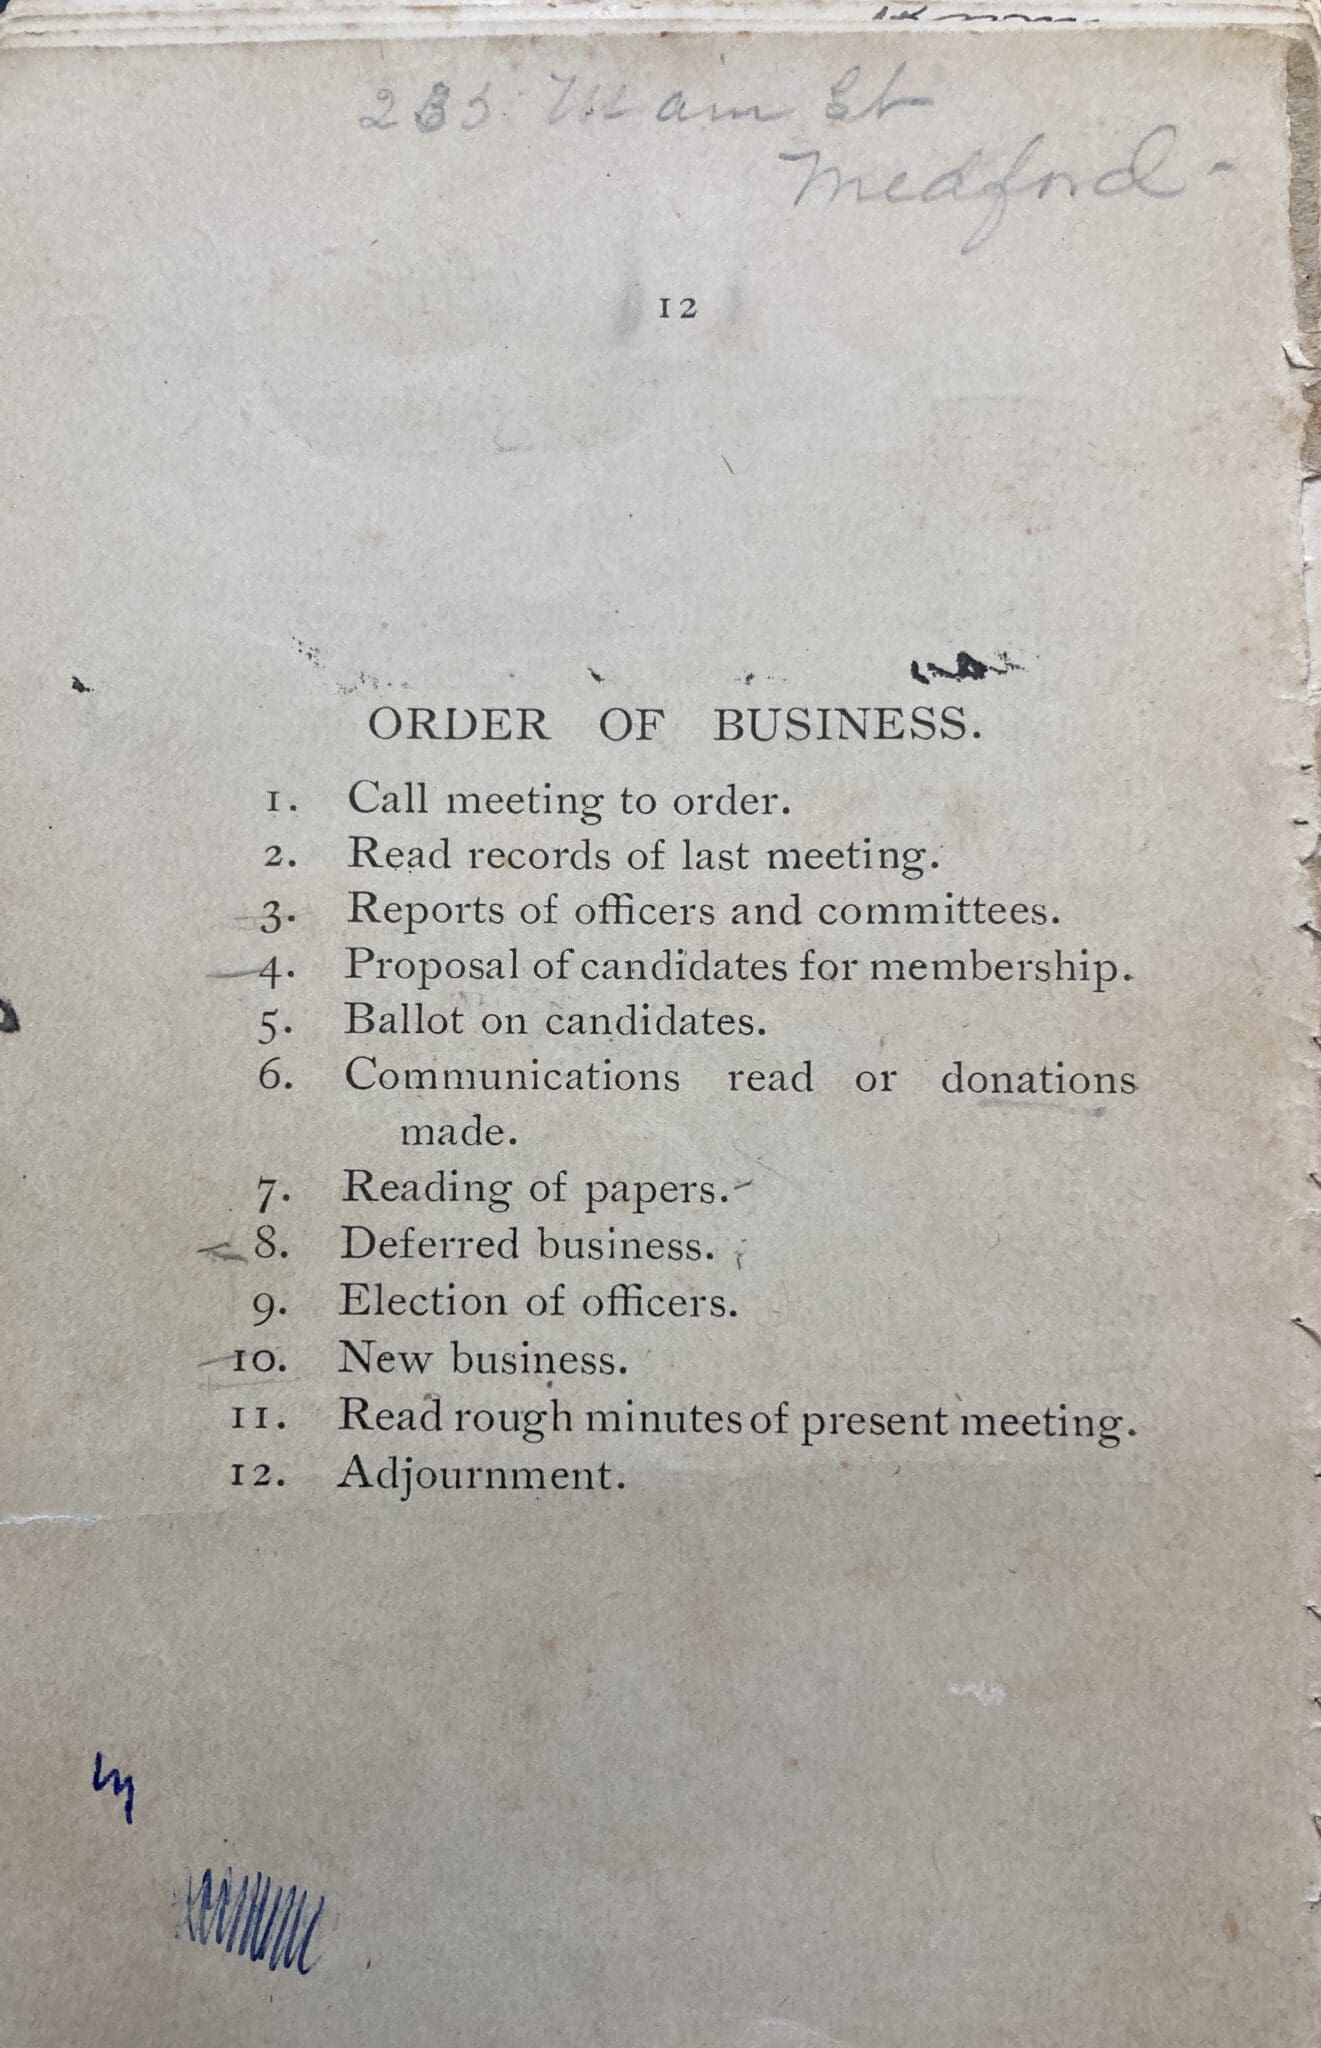 235 Main St
Medford -
12
ORDER OF BUSINESS.
1. Call meeting to order.
2. Read records of last meeting.
3. Reports of officers and committees.
4. Proposal of candidates for membership.
5. Ballot on candidates.
6. Communications read or donations
made.
7. Reading of papers.
8. Deferred business.
9. Election of officers.
10. New business.
11. Read rough minutes of present meeting.
12. Adjournment.